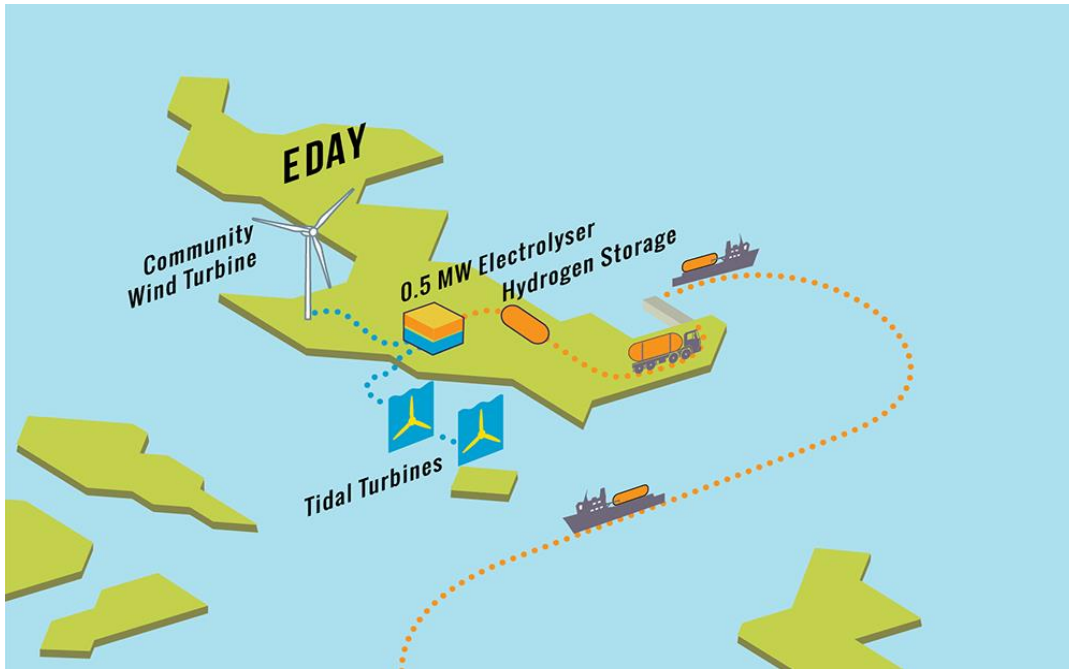 EDAY
Community
Wind Turbine
0.5 MW Electrolyser
Hydrogen Storage
Tidal Turbines